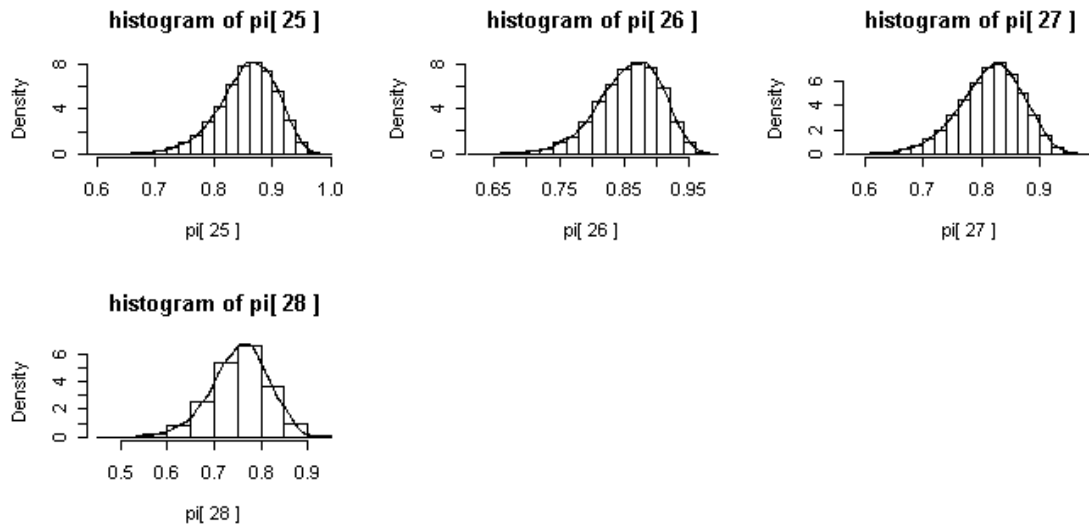 histogram of pi[ 25 ]
Density
0 4 8
0.6 0.7 0.8 0.9 1.0
pi[ 25 ]
histogram of pi[ 26 ]
Density
0 4 8
0.65 0.75 0.85 0.95
pi[ 26 ]
histogram of pi[ 27 ]
Density
0 2 4 6
0.6 0.7 0.8 0.9
pi[ 27 ]
histogram of pi[ 28 ]
Density
0 2 4 6
0.5 0.6 0.7 0.8 0.9
pi[ 28 ]